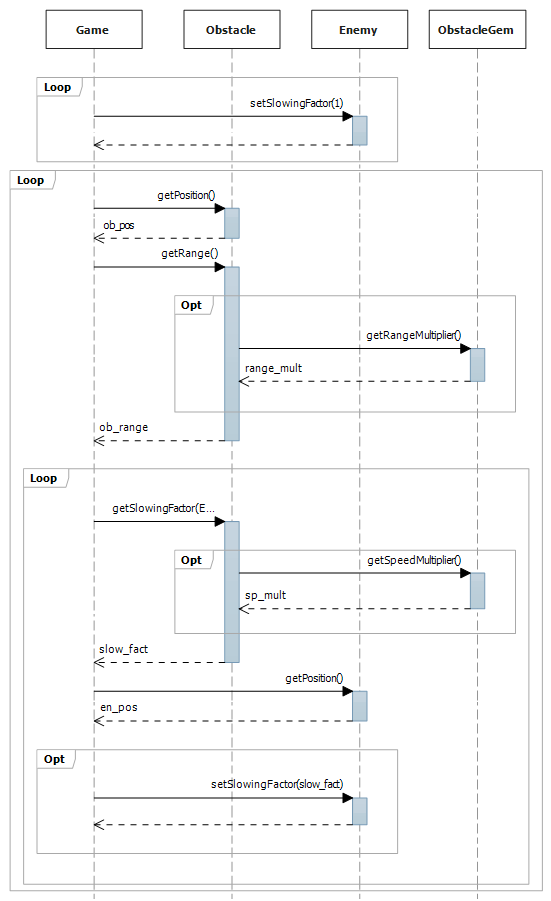 Game Obstacle Enemy ObstacleGem
Loop
setSlowingFactor(1)
Loop
getPosition()
ob_pos
getRange()
Opt
getRangeMultiplier()
range_mult
ob_range
Loop
getSlowingFactor(E...
Opt
getSpeedMultiplier()
sp_mult
slow_fact
getPosition()
en_pos
Opt
setSlowingFactor(slow_fact)